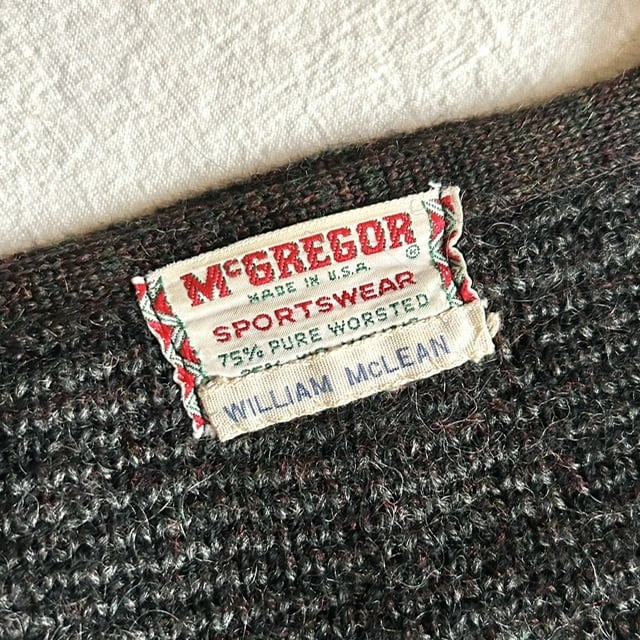 McGREGOR
®
MADE IN U.S.A.
SPORTSWEAR
75% PURE WORSTED
WILLIAM McLEAN